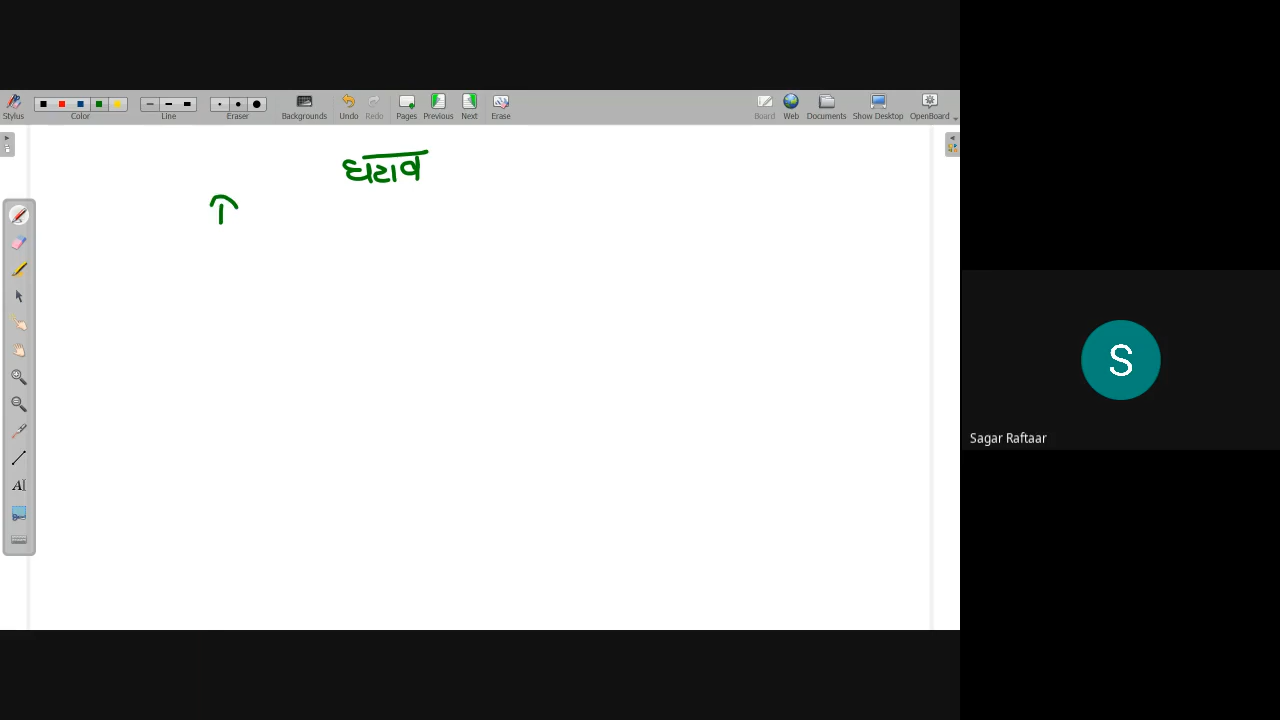 Stylus Color Line Eraser Backgrounds Undo Redo Pages Previous Next Erase Board Web Documents Show Desktop OpenBoard
घटाव
S
Sagar Raftaar